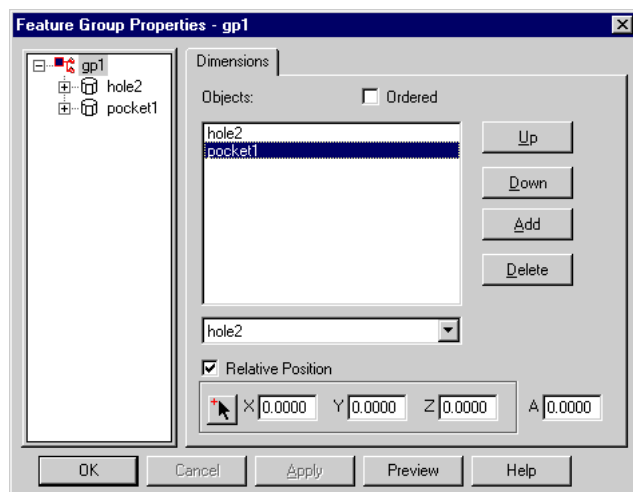 Feature Group Properties - gp1
gp1
hole2
pocket1
Dimensions
Objects:
Ordered
hole2
pocket1
Up
Down
Add
Delete
hole2
Relative Position
X 0.0000 Y 0.0000 Z 0.0000 A 0.0000
OK Cancel Apply Preview Help